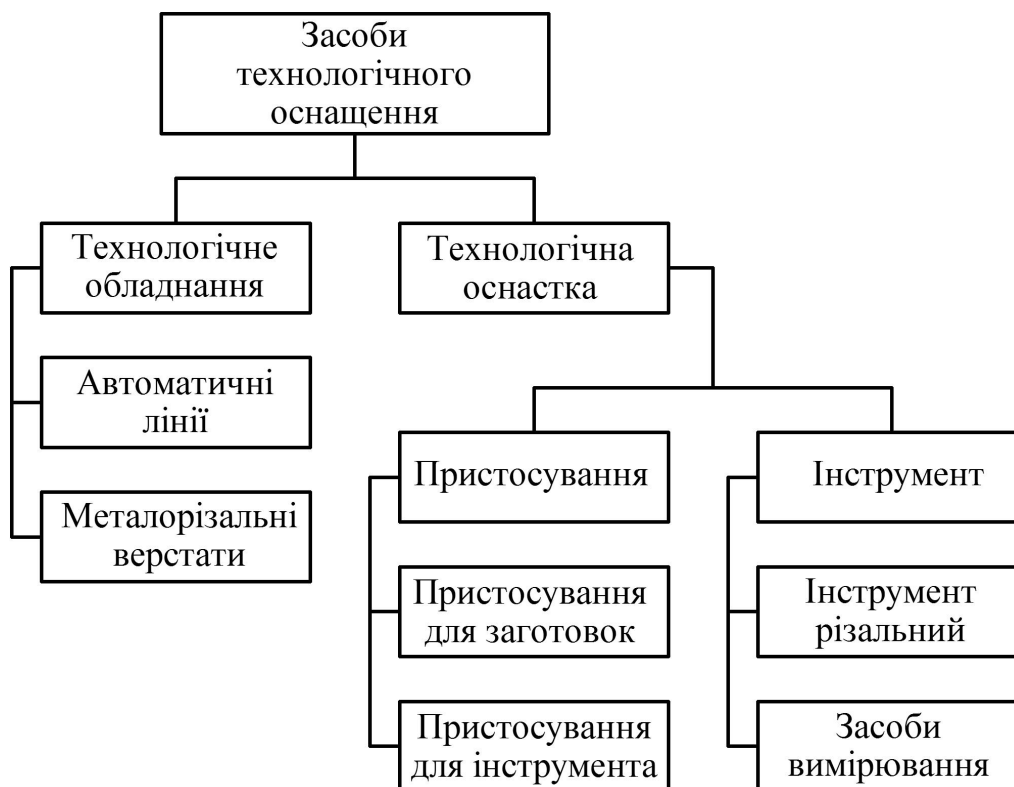 Засоби
технологічного
оснащення
Технологічне
обладнання
Технологічна
оснастка
Автоматичні
лінії
Металорізальні
верстати
Пристосування
Інструмент
Пристосування
для заготовок
Інструмент
різальний
Пристосування
для інструмента
Засоби
вимірювання